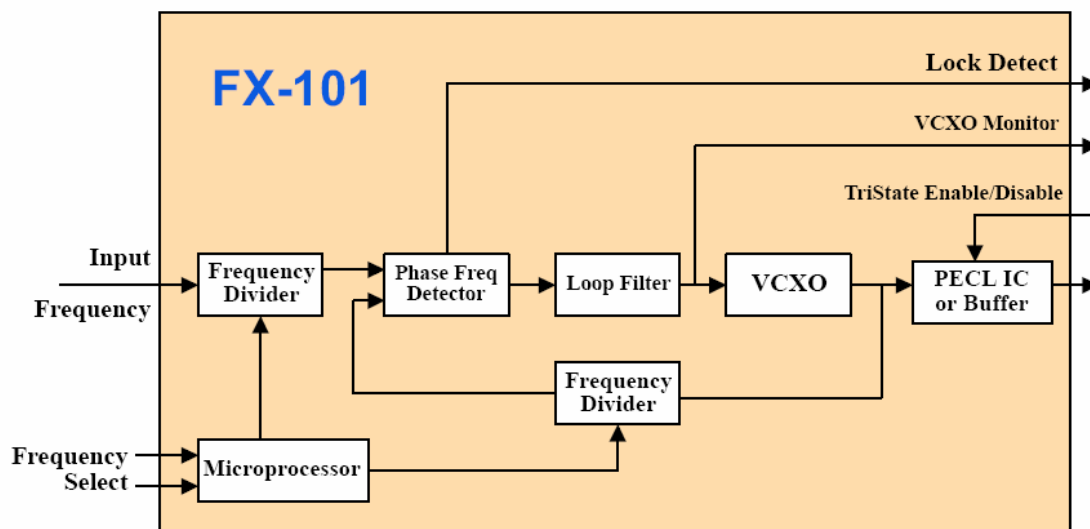 FX-101
Lock Detect
VCXO Monitor
TriState Enable/Disable
Input
Frequency
Frequency
Divider
Phase Freq
Detector
Loop Filter
VCXO
PECL IC
or Buffer
Frequency
Divider
Frequency
Select
Microprocessor